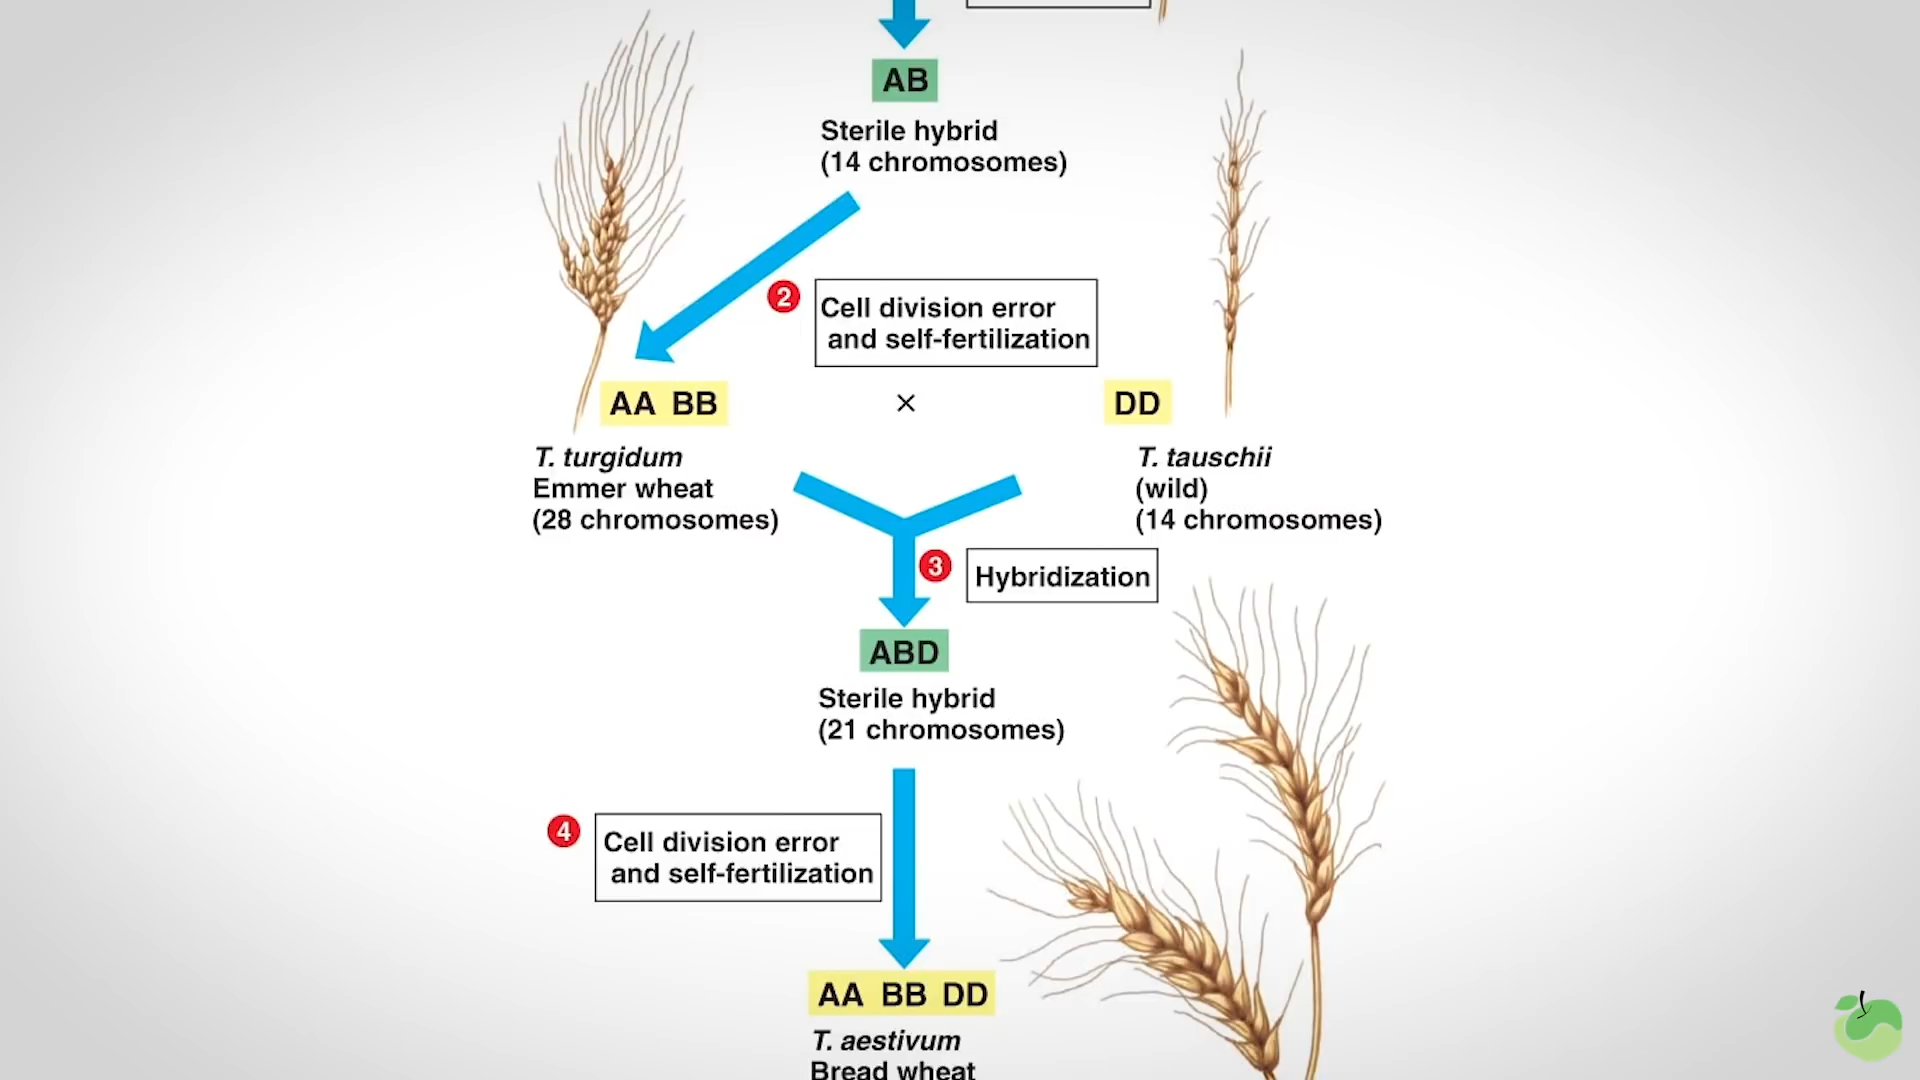 AB
Sterile hybrid
(14 chromosomes)
2
Cell division error
and self-fertilization
AA BB
×
DD
T. turgidum
Emmer wheat
(28 chromosomes)
T. tauschii
(wild)
(14 chromosomes)
3
Hybridization
ABD
Sterile hybrid
(21 chromosomes)
4
Cell division error
and self-fertilization
AA BB DD
T. aestivum
Bread wheat